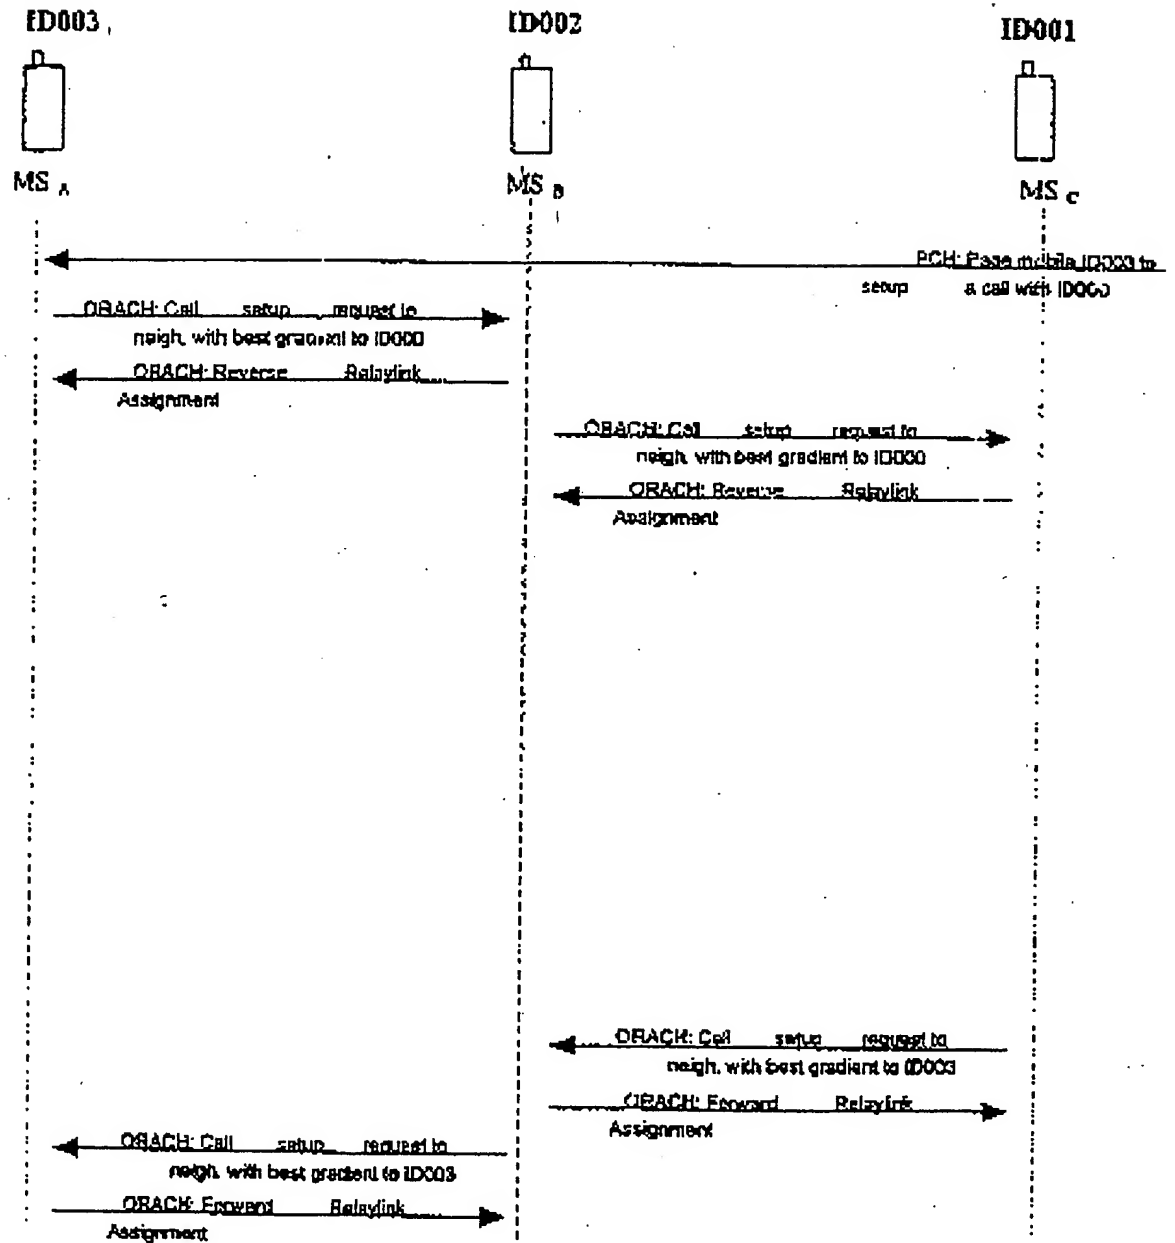 ID003
ID002
ID001
MS A
MS B
MS C
PCH: Page mobile ID003 to
setup a call with ID000
ORACH: Call setup request to
neigh. with best gradient to ID000
ORACH: Reverse Relaylink
Assignment
ORACH: Call setup request to
neigh. with best gradient to ID000
ORACH: Reverse Relaylink
Assignment
ORACH: Call setup request to
neigh. with best gradient to ID003
ORACH: Forward Relaylink
Assignment
ORACH: Call setup request to
neigh. with best gradient to ID003
ORACH: Forward Relaylink
Assignment